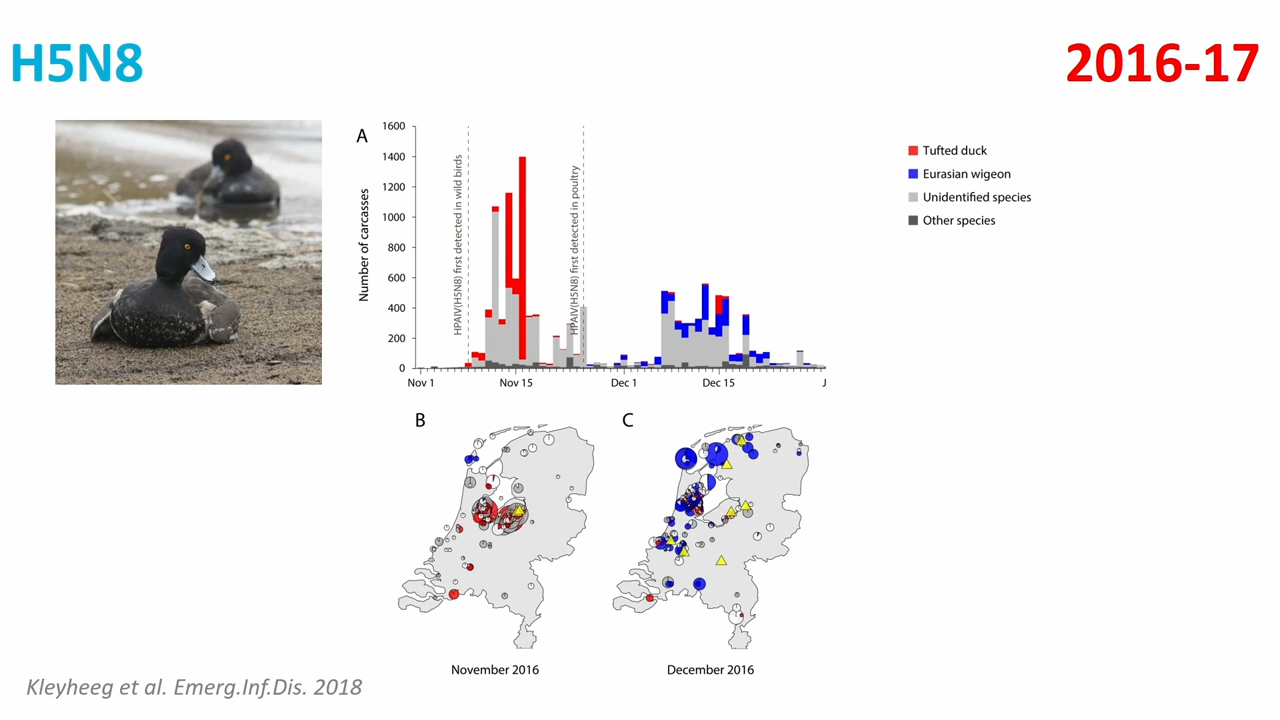 H5N8
2016-17
A
1600
1400
1200
1000
800
600
400
200
0
Number of carcasses
HPAIV(H5N8) first detected in wild birds
HPAIV(H5N8) first detected in poultry
Nov 1
Nov 15
Dec 1
Dec 15
J
Tufted duck
Eurasian wigeon
Unidentified species
Other species
B
C
November 2016
December 2016
Kleyheeg et al. Emerg.Inf.Dis. 2018